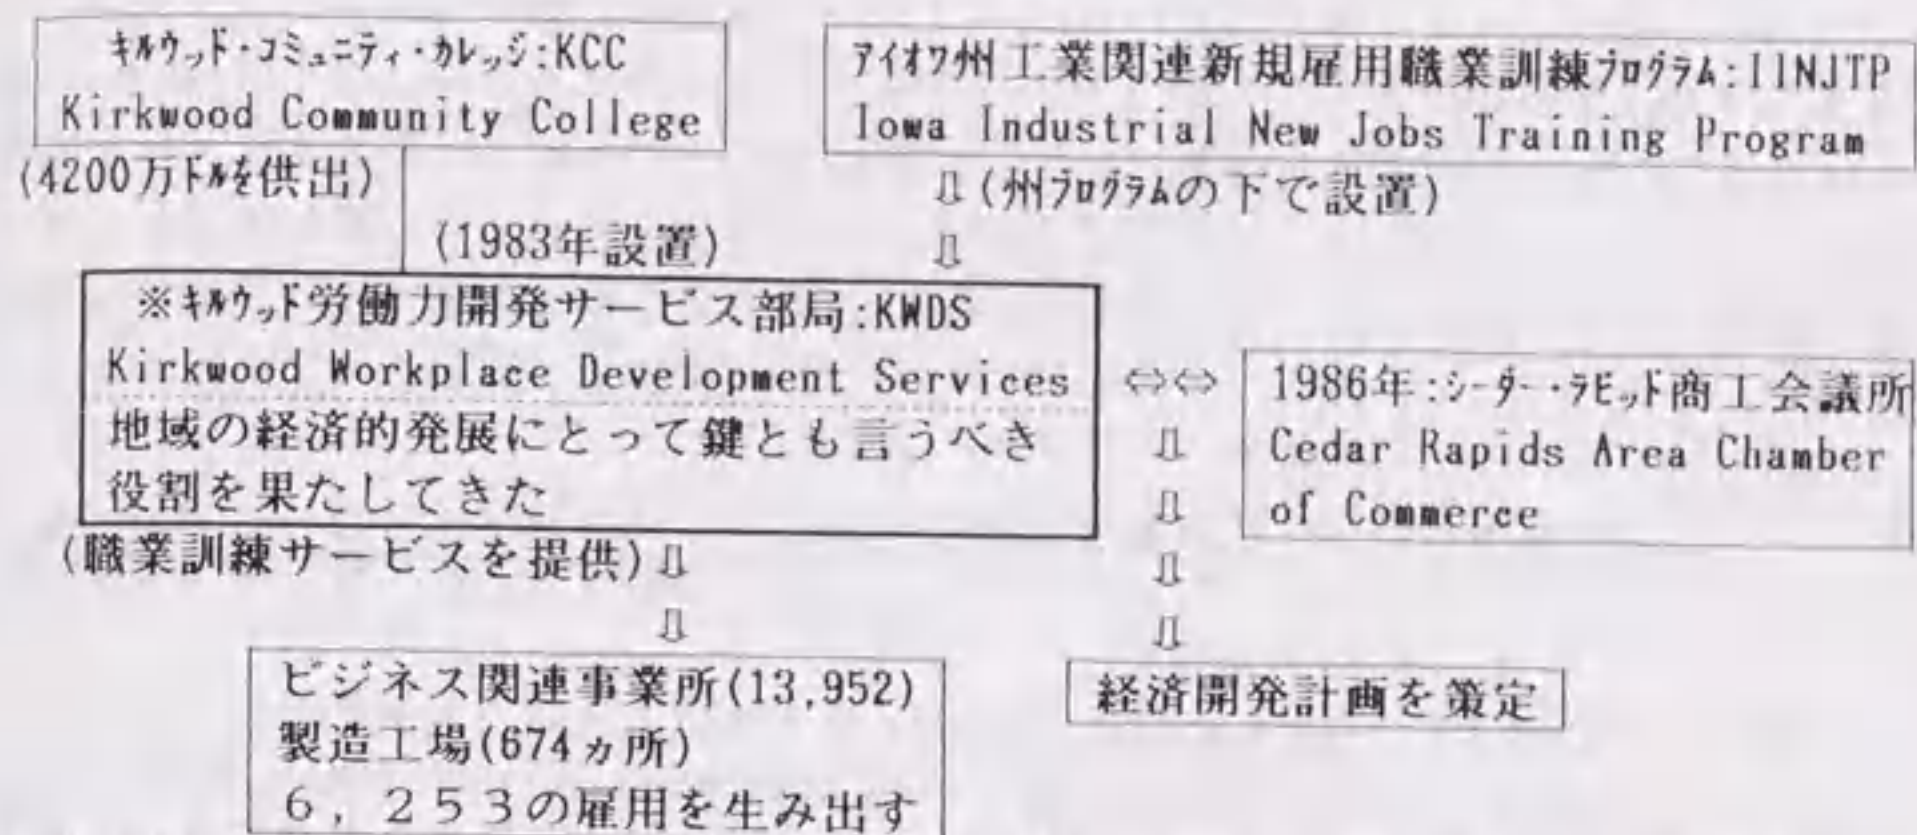 キルウッド・コミュニティ・カレッジ:KCC
Kirkwood Community College
(4200万ドルを供出)
アイオワ州工業関連新規雇用職業訓練プログラム:IINJTP
Iowa Industrial New Jobs Training Program
⇩(州プログラムの下で設置)
(1983年設置)
⇩
※キルウッド労働力開発サービス部局:KWDS
Kirkwood Workplace Development Services
地域の経済的発展にとって鍵とも言うべき
役割を果たしてきた
⇔⇔
1986年:シーダー・ラピッド商工会議所
Cedar Rapids Area Chamber
of Commerce
⇩
⇩
⇩
⇩
(職業訓練サービスを提供)⇩
⇩
ビジネス関連事業所(13,952)
製造工場(674ヵ所)
6,253の雇用を生み出す
経済開発計画を策定